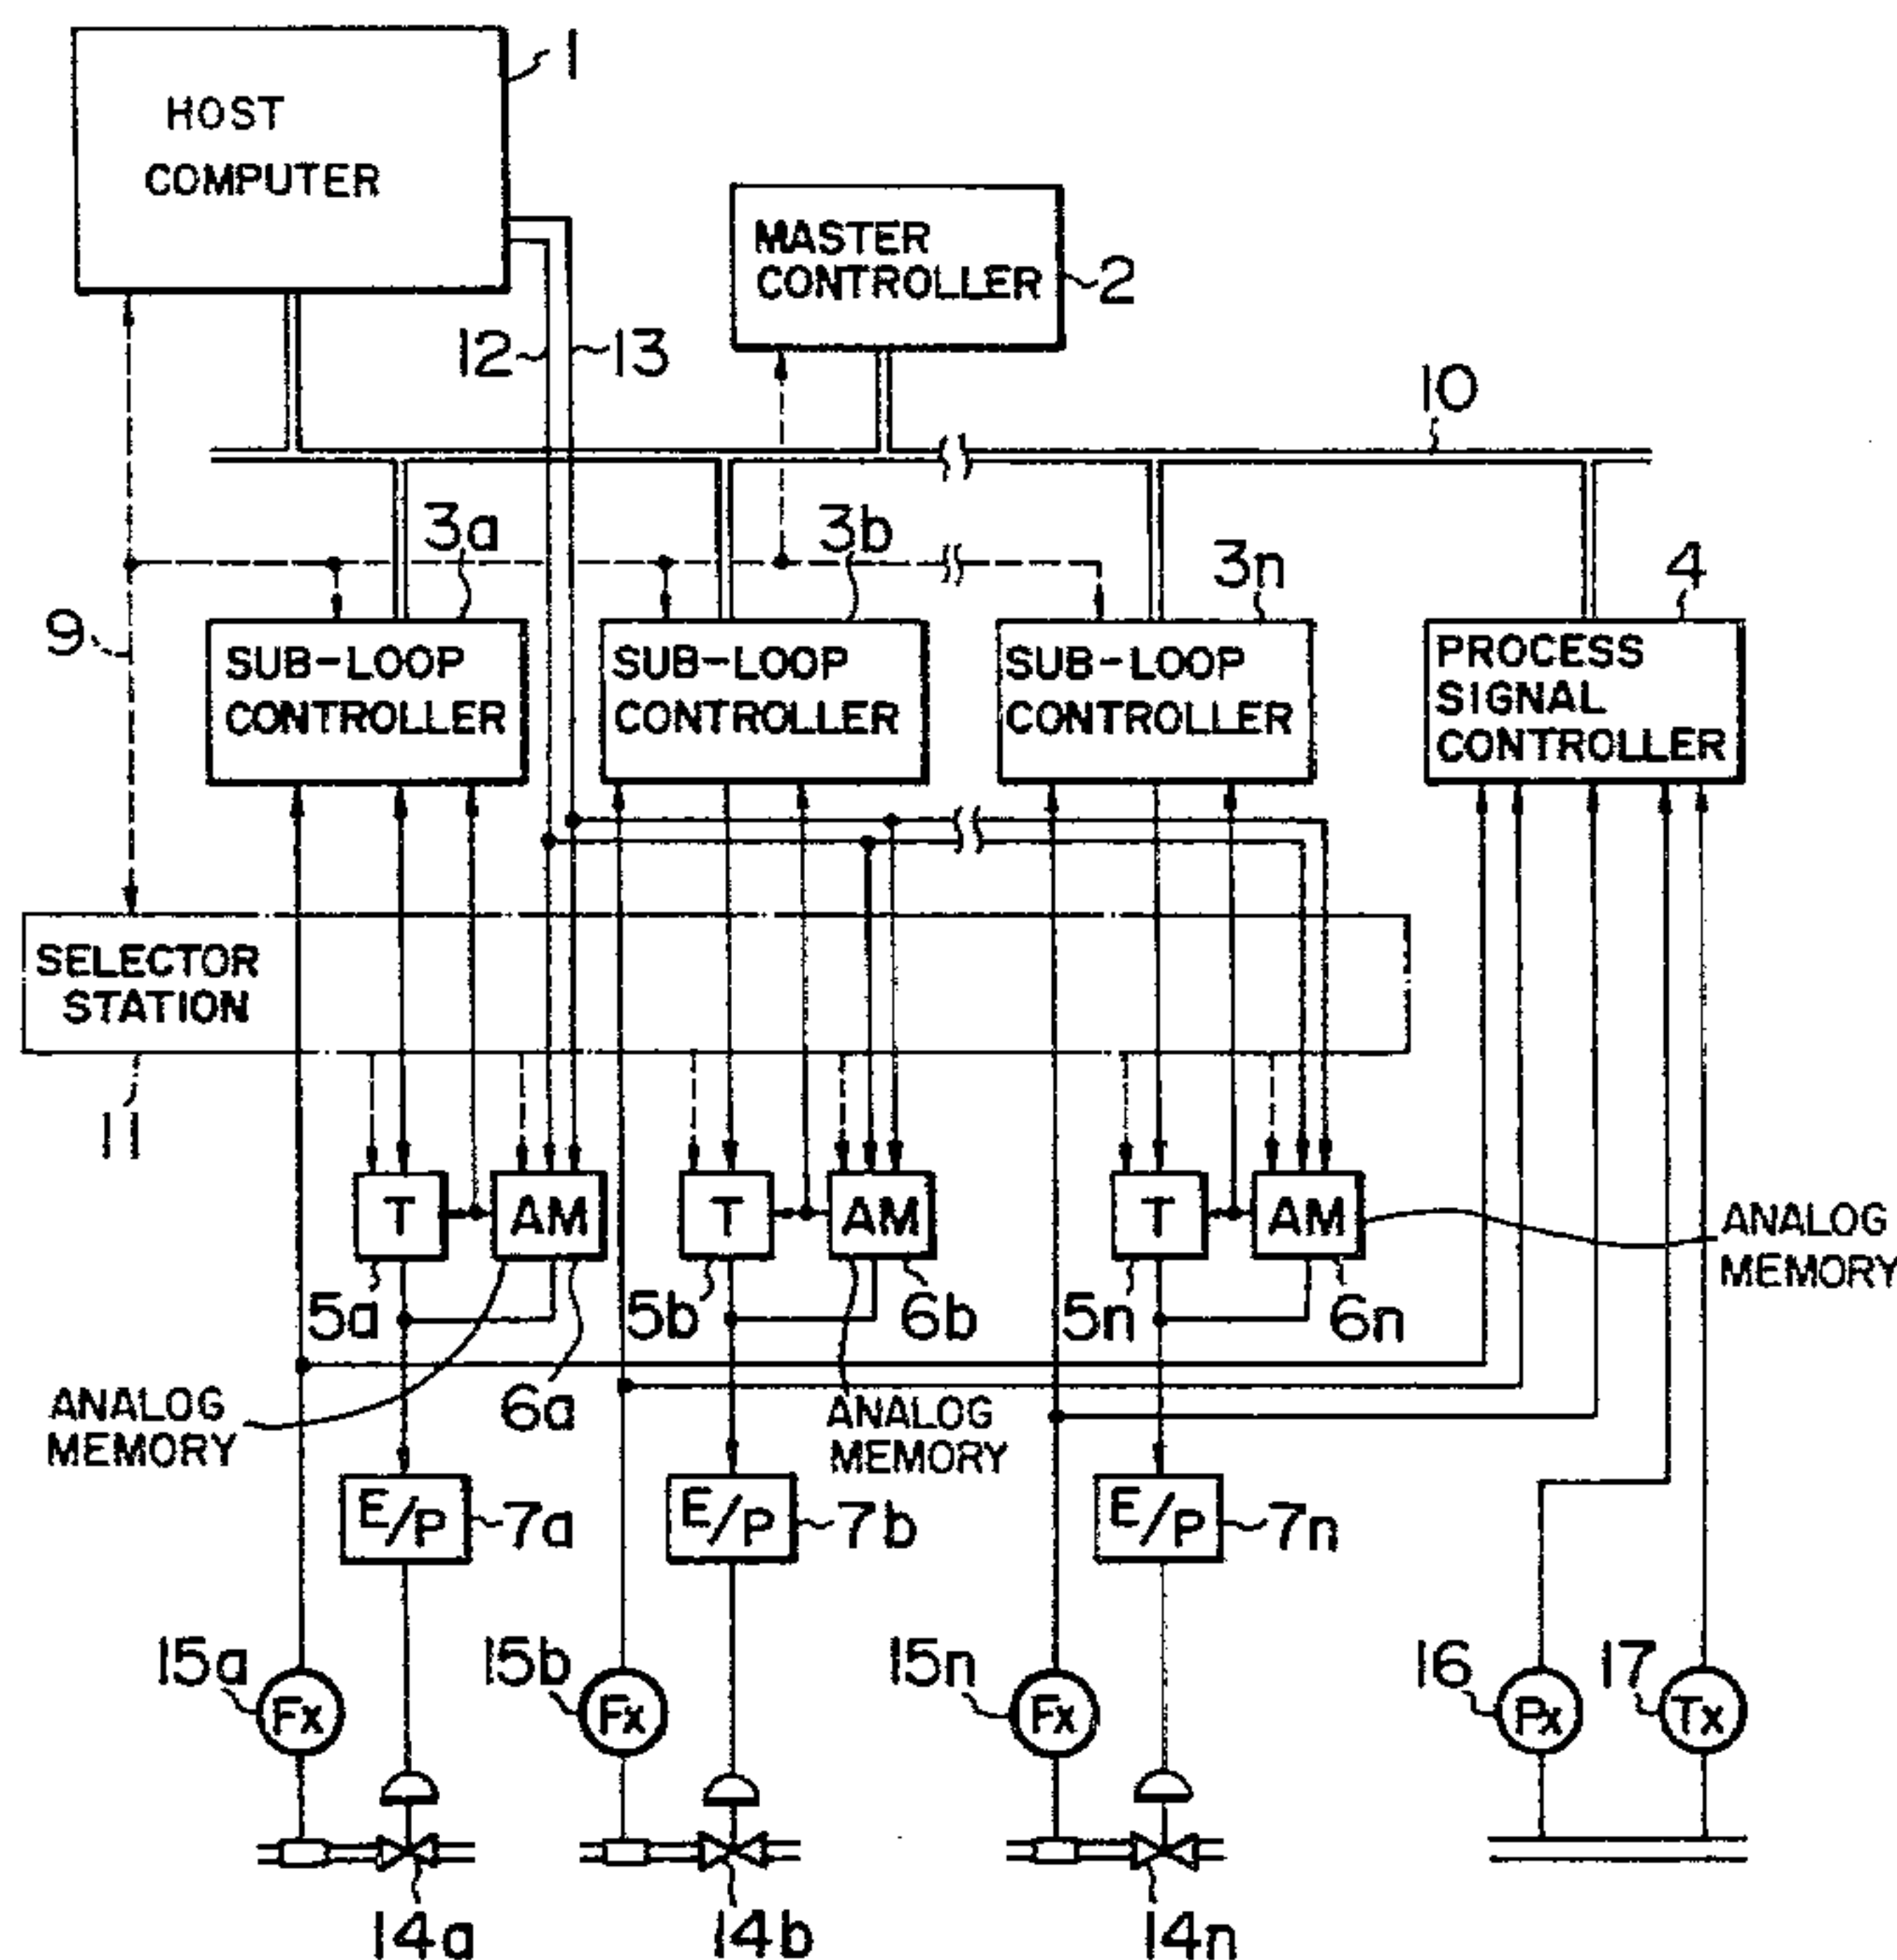 1
HOST
COMPUTER
MASTER
CONTROLLER
2
12
13
10
3a
3b
3n
4
9
SUB-LOOP
CONTROLLER
SUB-LOOP
CONTROLLER
SUB-LOOP
CONTROLLER
PROCESS
SIGNAL
CONTROLLER
SELECTOR
STATION
11
T
AM
T
AM
T
AM
ANALOG
MEMORY
5a
5b
6b
5n
6n
6a
ANALOG
MEMORY
ANALOG
MEMORY
E/P
7a
E/P
7b
E/P
7n
15a
15b
15n
16
17
Fx
Fx
Fx
Px
Tx
14a
14b
14n